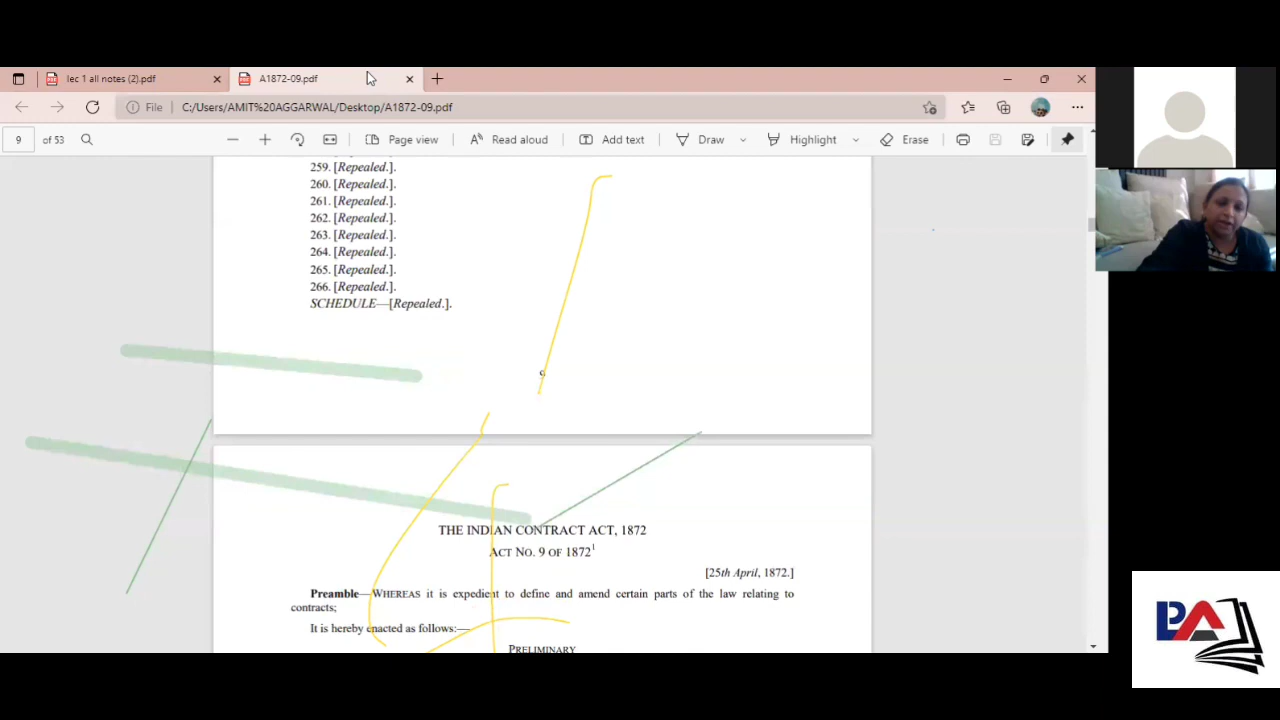 lec 1 all notes (2).pdf
A1872-09.pdf
File
C:/Users/AMIT%20AGGARWAL/Desktop/A1872-09.pdf
9 of 53
Page view
Read aloud
Add text
Draw
Highlight
Erase
259. [Repealed.].
260. [Repealed.].
261. [Repealed.].
262. [Repealed.].
263. [Repealed.].
264. [Repealed.].
265. [Repealed.].
266. [Repealed.].
SCHEDULE—[Repealed.].
9
THE INDIAN CONTRACT ACT, 1872
ACT NO. 9 OF 1872¹
[25th April, 1872.]
Preamble—WHEREAS it is expedient to define and amend certain parts of the law relating to
contracts;
It is hereby enacted as follows:—
PRELIMINARY